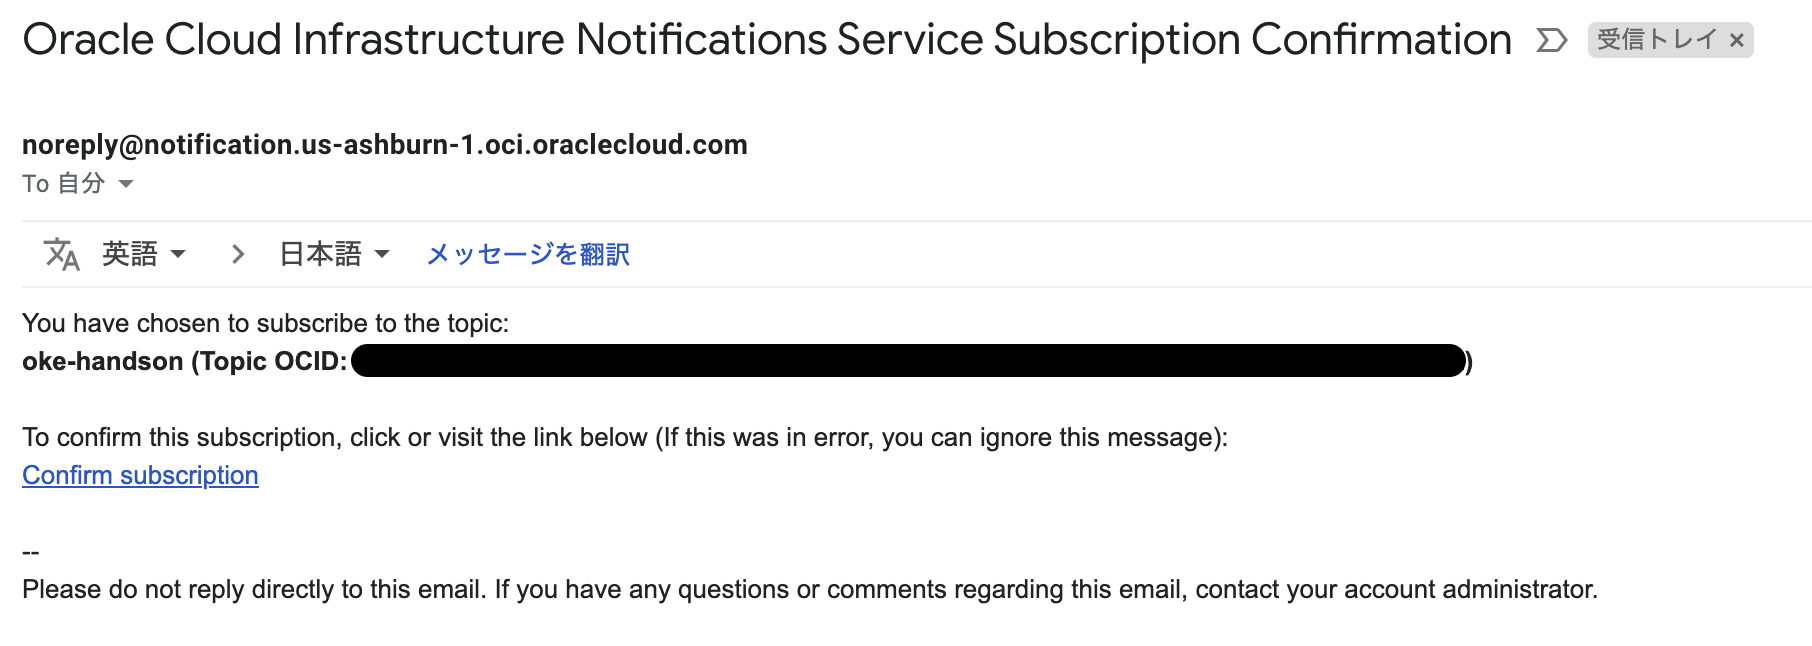 Oracle Cloud Infrastructure Notifications Service Subscription Confirmation 受信トレイ ×
noreply@notification.us-ashburn-1.oci.oraclecloud.com
To 自分
英語 > 日本語 メッセージを翻訳
You have chosen to subscribe to the topic:
oke-handson (Topic OCID: )
To confirm this subscription, click or visit the link below (If this was in error, you can ignore this message):
Confirm subscription
--
Please do not reply directly to this email. If you have any questions or comments regarding this email, contact your account administrator.